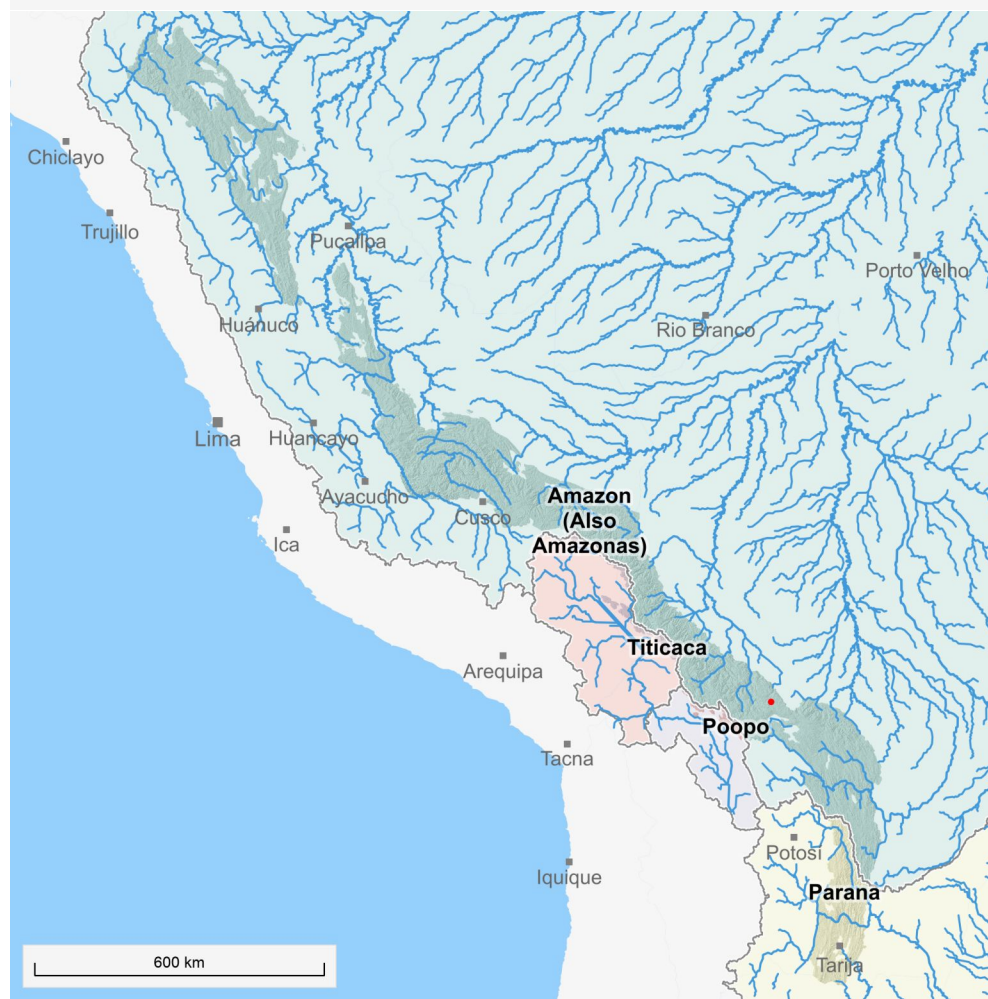 Chiclayo
Trujillo
Pucallpa
Porto Velho
Huánuco
Rio Branco
Lima
Huancayo
Ayacucho
Cusco
Amazon
(Also
Amazonas)
Ica
Titicaca
Arequipa
Poopo
Tacna
Potosí
Iquique
Parana
Tarija
600 km